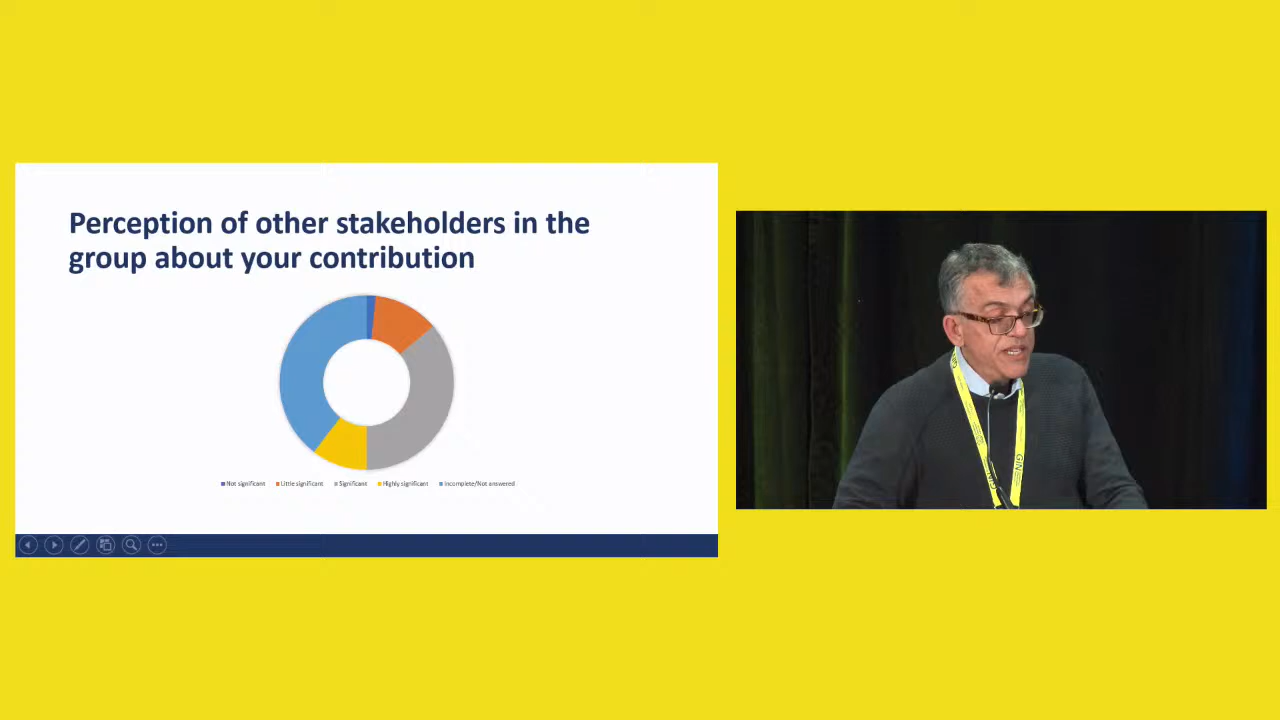 Perception of other stakeholders in the
group about your contribution
Not significant Little significant Significant Highly significant Incomplete/Not answered
GIN